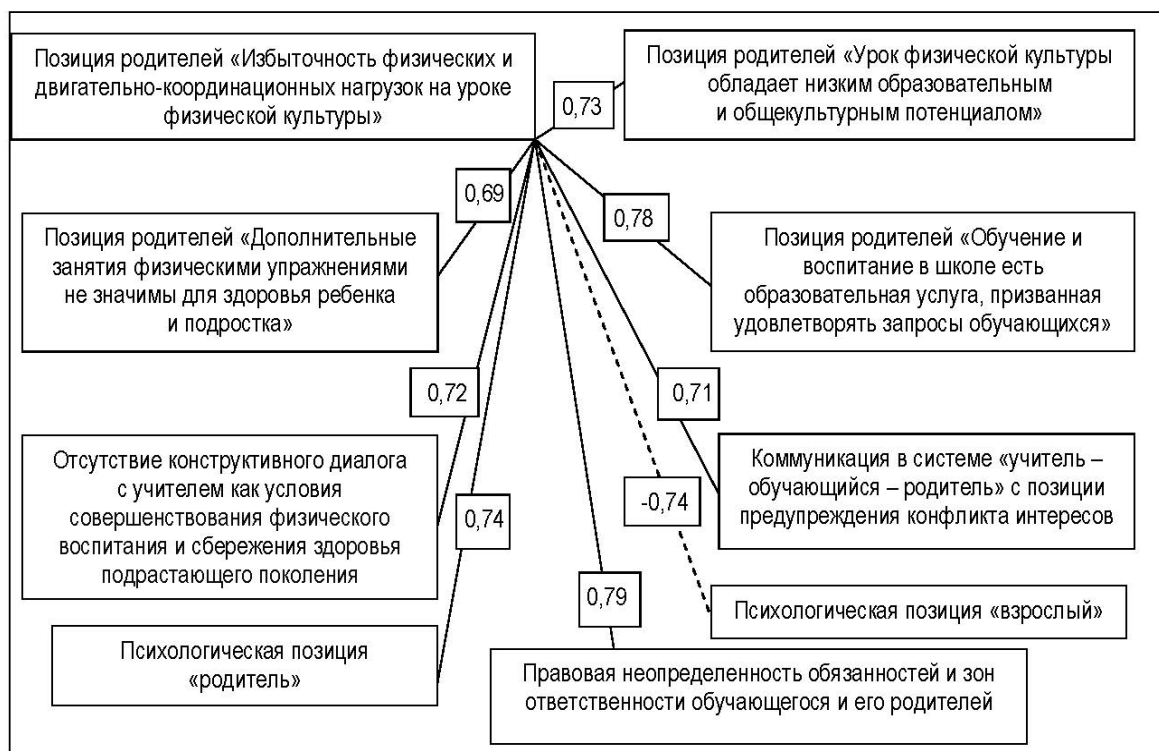 Позиция родителей «Избыточность физических и
двигательно-координационных нагрузок на уроке
физической культуры»
0,73
Позиция родителей «Урок физической культуры
обладает низким образовательным
и общекультурным потенциалом»
0,69
0,78
Позиция родителей «Дополнительные
занятия физическими упражнениями
не значимы для здоровья ребенка
и подростка»
Позиция родителей «Обучение и
воспитание в школе есть
образовательная услуга, призванная
удовлетворять запросы обучающихся»
0,72
0,71
Отсутствие конструктивного диалога
с учителем как условия
совершенствования физического
воспитания и сбережения здоровья
подрастающего поколения
0,74
-0,74
Коммуникация в системе «учитель –
обучающийся – родитель» с позиции
предупреждения конфликта интересов
0,79
Психологическая позиция «взрослый»
Психологическая позиция
«родитель»
Правовая неопределенность обязанностей и зон
ответственности обучающегося и его родителей